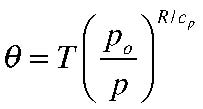 θ = T(p_o/p)^{R/c_p}